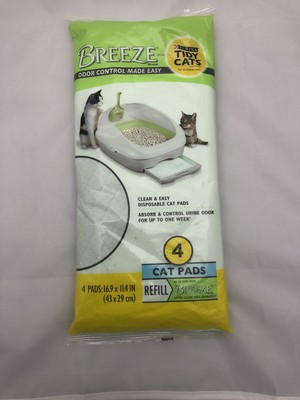 BREEZE
PURINA
TIDY
CATS
ODOR CONTROL MADE EASY
CLEAN & EASY
DISPOSABLE CAT PADS
ABSORB & CONTROL URINE ODOR
FOR UP TO ONE WEEK
4
CAT PADS
4 PADS: 16.9 x 11.4 IN
(43 x 29 cm)
REFILL